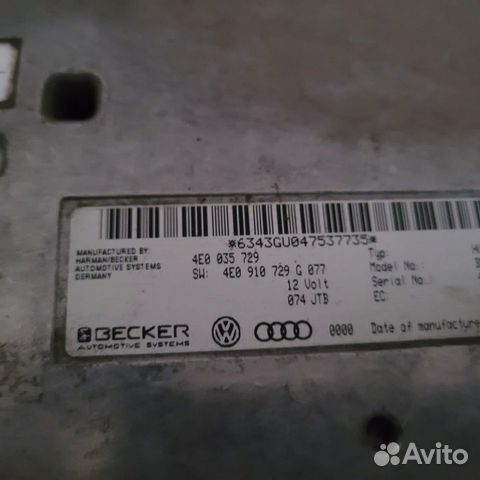 *6343GU047537735*
MANUFACTURED BY:
HARMAN/BECKER
AUTOMOTIVE SYSTEMS
GERMANY
4E0 035 729
SW: 4E0 910 729 G 077
12 Volt
074 JTB
Typ:
Model No.:
Serial No.:
EC:
BECKER
AUTOMOTIVE SYSTEMS
0000 Date of manufacture
Avito